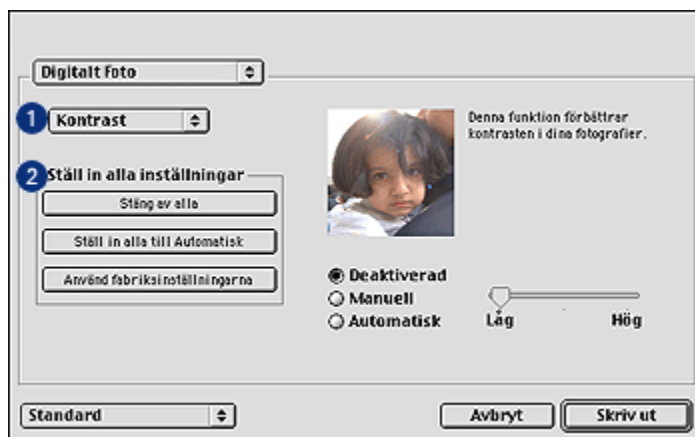 Digitalt Foto
1
Kontrast
Denna funktion förbättrar
kontrasten i dina fotografier.
2
Ställ in alla inställningar
Stäng av alla
Ställ in alla till Automatisk
Använd fabriksinställningarna
Deaktiverad
Manuell
Automatisk
Låg
Hög
Standard
Avbryt
Skriv ut